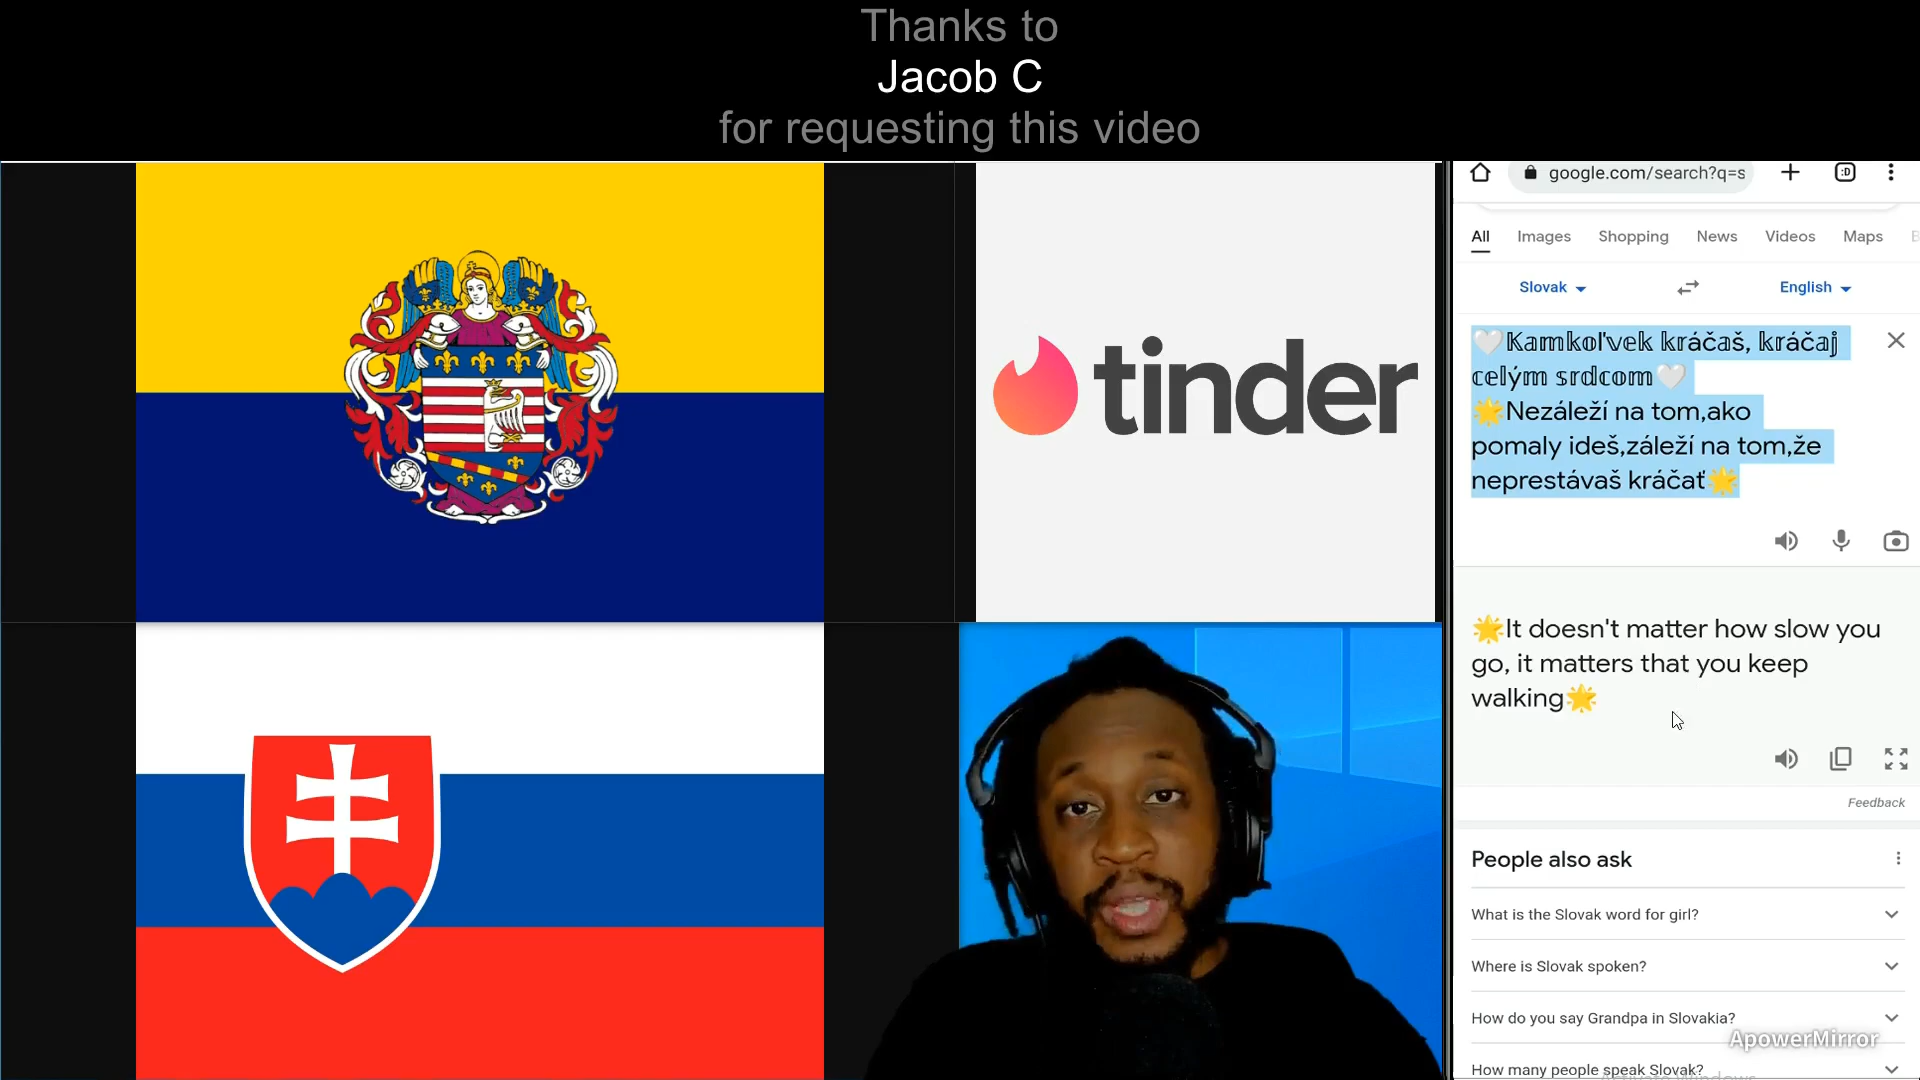 Thanks to
Jacob C
for requesting this video
tinder
google.com/search?q=s
:D
All Images Shopping News Videos Maps
Slovak English
🤍𝕂𝕒𝕞𝕜𝕠ľ𝕧𝕖𝕜 𝕜𝕣áč𝕒š, 𝕜𝕣áč𝕒𝕛
𝕔𝕖𝕝ý𝕞 𝕤𝕣𝕕𝕔𝕠𝕞🤍
🌟Nezáleží na tom,ako
pomaly ideš,záleží na tom,že
neprestávaš kráčať🌟
🌟It doesn't matter how slow you
go, it matters that you keep
walking🌟
Feedback
People also ask
What is the Slovak word for girl?
Where is Slovak spoken?
How do you say Grandpa in Slovakia?
ApowerMirror
How many people speak Slovak?
Activate Windows